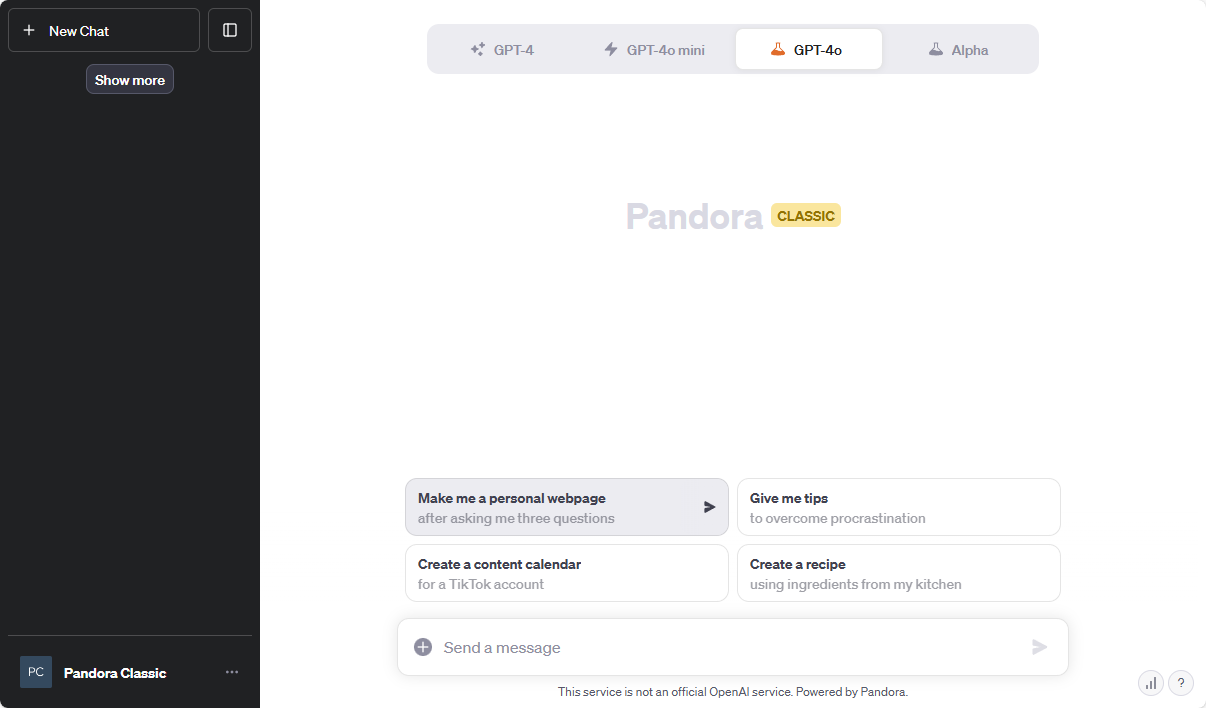 New Chat
Show more
GPT-4
GPT-4o mini
GPT-4o
Alpha
Pandora CLASSIC
Make me a personal webpage
after asking me three questions
Give me tips
to overcome procrastination
Create a content calendar
for a TikTok account
Create a recipe
using ingredients from my kitchen
Send a message
PC Pandora Classic
This service is not an official OpenAI service. Powered by Pandora.
?